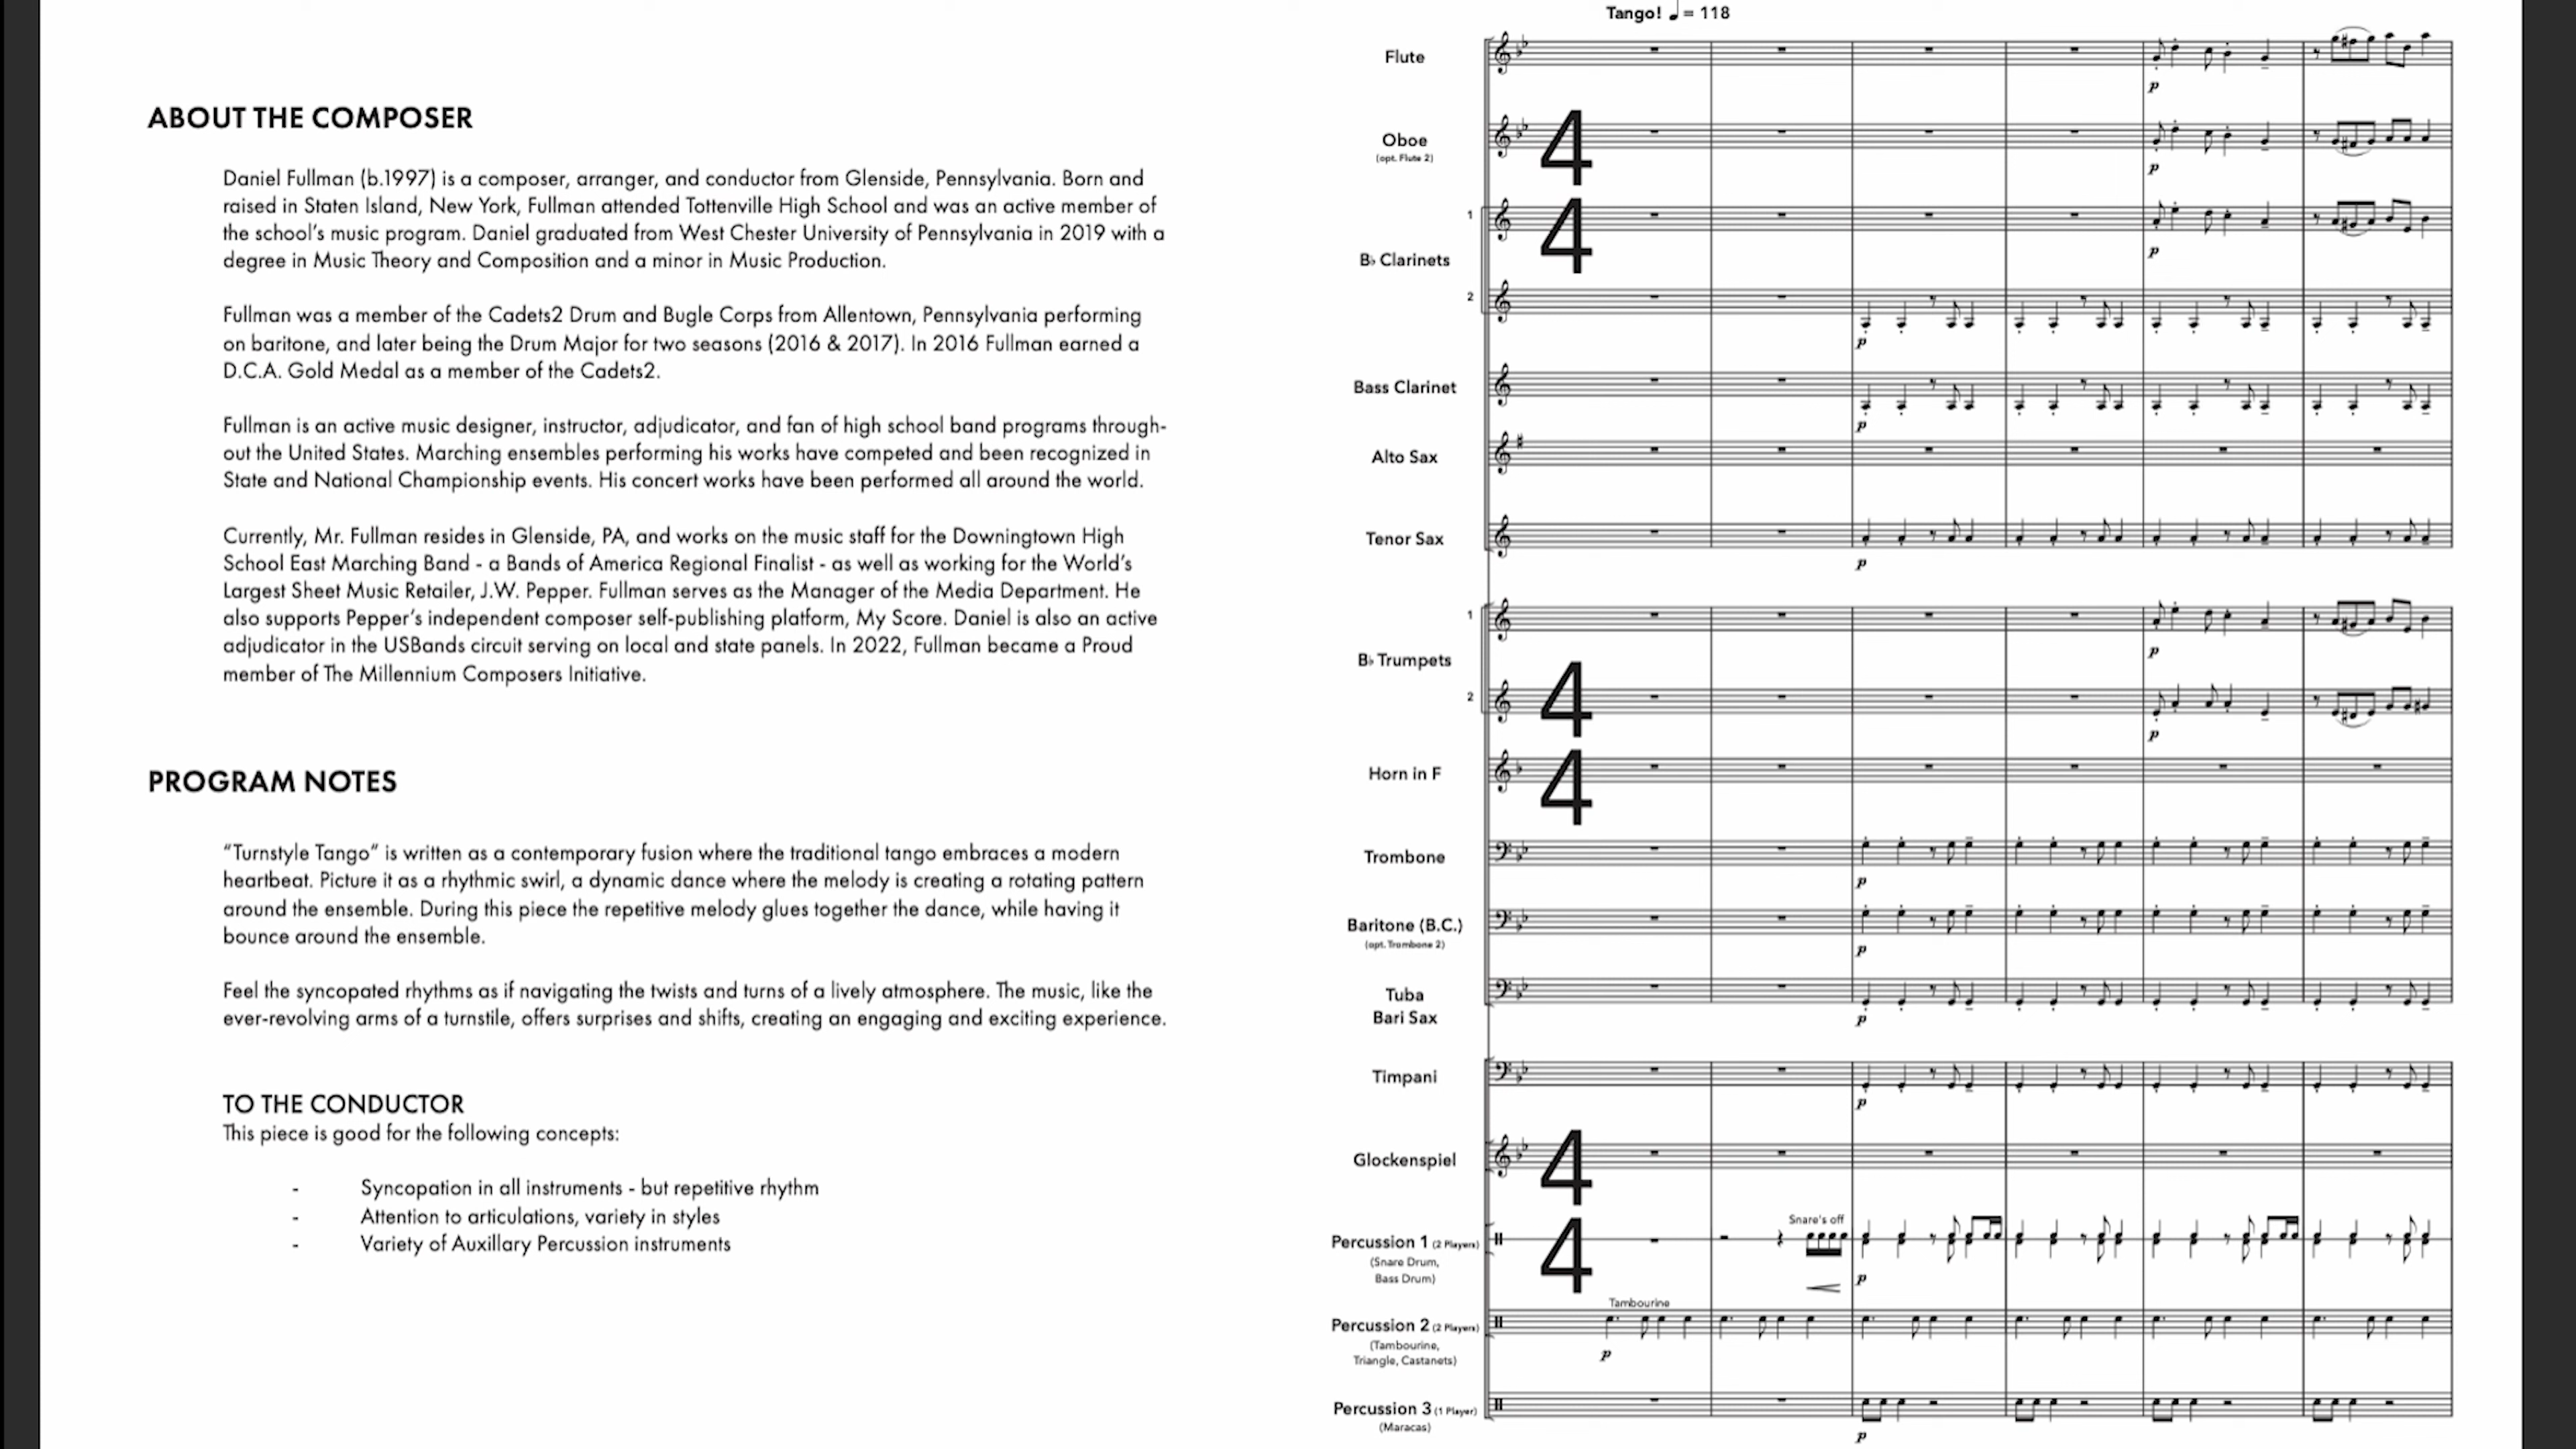 ABOUT THE COMPOSER
Daniel Fullman (b.1997) is a composer, arranger, and conductor from Glenside, Pennsylvania. Born and
raised in Staten Island, New York, Fullman attended Tottenville High School and was an active member of
the school's music program. Daniel graduated from West Chester University of Pennsylvania in 2019 with a
degree in Music Theory and Composition and a minor in Music Production.
Fullman was a member of the Cadets2 Drum and Bugle Corps from Allentown, Pennsylvania performing
on baritone, and later being the Drum Major for two seasons (2016 & 2017). In 2016 Fullman earned a
D.C.A. Gold Medal as a member of the Cadets2.
Fullman is an active music designer, instructor, adjudicator, and fan of high school band programs through-
out the United States. Marching ensembles performing his works have competed and been recognized in
State and National Championship events. His concert works have been performed all around the world.
Currently, Mr. Fullman resides in Glenside, PA, and works on the music staff for the Downingtown High
School East Marching Band - a Bands of America Regional Finalist - as well as working for the World's
Largest Sheet Music Retailer, J.W. Pepper. Fullman serves as the Manager of the Media Department. He
also supports Pepper's independent composer self-publishing platform, My Score. Daniel is also an active
adjudicator in the USBands circuit serving on local and state panels. In 2022, Fullman became a Proud
member of The Millennium Composers Initiative.
PROGRAM NOTES
"Turnstyle Tango" is written as a contemporary fusion where the traditional tango embraces a modern
heartbeat. Picture it as a rhythmic swirl, a dynamic dance where the melody is creating a rotating pattern
around the ensemble. During this piece the repetitive melody glues together the dance, while having it
bounce around the ensemble.
Feel the syncopated rhythms as if navigating the twists and turns of a lively atmosphere. The music, like the
ever-revolving arms of a turnstile, offers surprises and shifts, creating an engaging and exciting experience.
TO THE CONDUCTOR
This piece is good for the following concepts:
- Syncopation in all instruments - but repetitive rhythm
- Attention to articulations, variety in styles
- Variety of Auxillary Percussion instruments
Tango! ♩ = 118
Flute
p
Oboe
(opt. Flute 2)
p
4
4
1
B♭ Clarinets
p
2
p
Bass Clarinet
p
Alto Sax
Tenor Sax
p
1
B♭ Trumpets
p
2
p
4
4
Horn in F
Trombone
p
Baritone (B.C.)
(opt. Trombone 2)
p
Tuba
Bari Sax
p
Timpani
p
Glockenspiel
4
4
Snare's off
Percussion 1 (2 Players)
(Snare Drum,
Bass Drum)
p
Tambourine
Percussion 2 (2 Players)
(Tambourine,
Triangle, Castanets)
p
Percussion 3 (1 Player)
(Maracas)
p